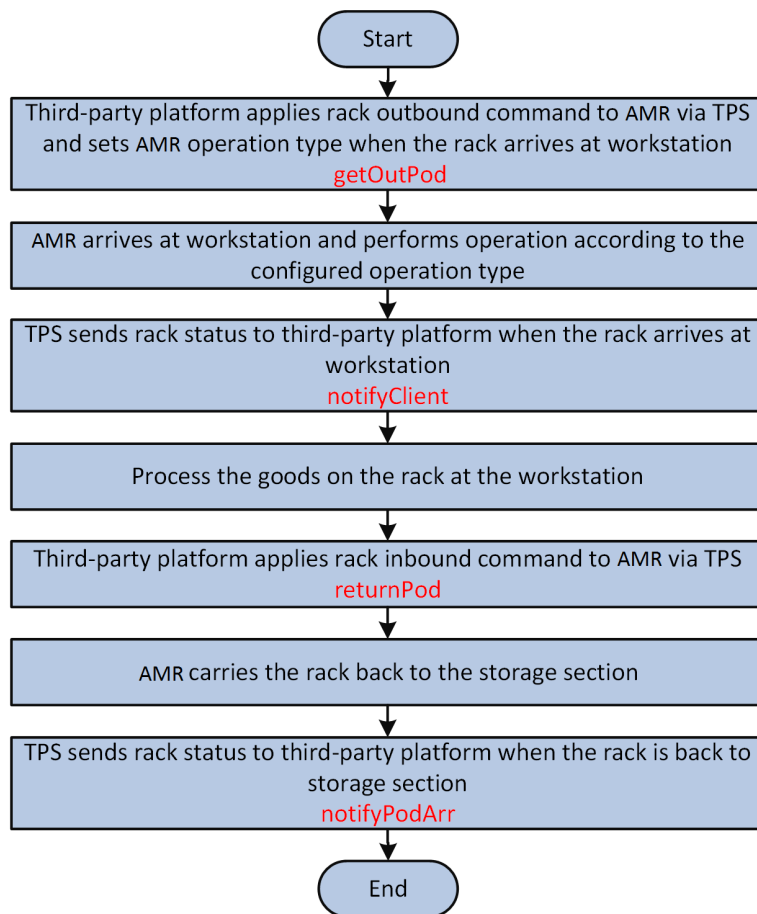 Start
Third-party platform applies rack outbound command to AMR via TPS
and sets AMR operation type when the rack arrives at workstation
getOutPod
AMR arrives at workstation and performs operation according to the
configured operation type
TPS sends rack status to third-party platform when the rack arrives at
workstation
notifyClient
Process the goods on the rack at the workstation
Third-party platform applies rack inbound command to AMR via TPS
returnPod
AMR carries the rack back to the storage section
TPS sends rack status to third-party platform when the rack is back to
storage section
notifyPodArr
End